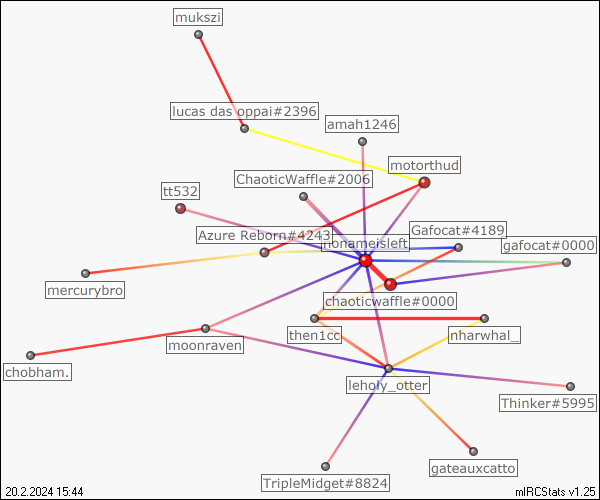 mukszi
lucas das oppai#2396
amah1246
motorthud
ChaoticWaffle#2006
tt532
Gafocat#4189
Azure Reborn#4243
nonameisleft
gafocat#0000
mercurybro
chaoticwaffle#0000
then1cc
nharwhal_
moonraven
chobham.
leholy_otter
Thinker#5995
gateauxcatto
TripleMidget#8824
20.2.2024 15:44
mIRCStats v1.25